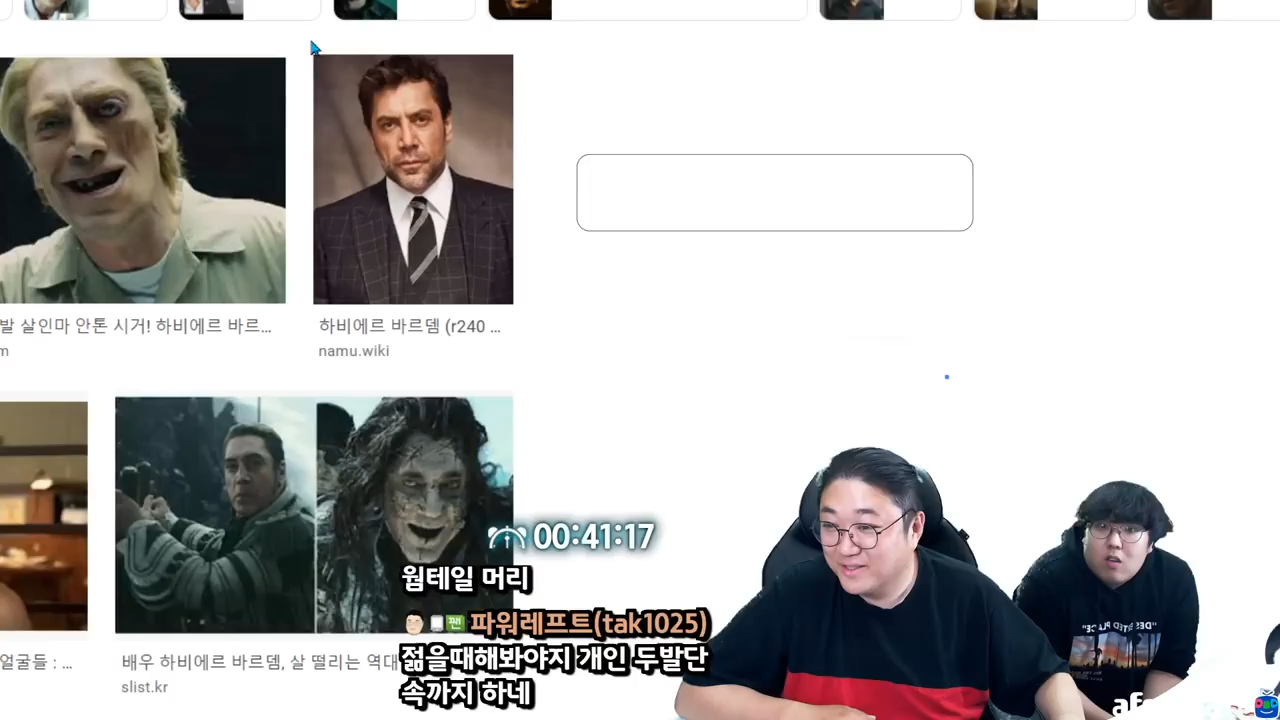 발 살인마 안톤 시거! 하비에르 바르...
m
하비에르 바르뎀 (r240 ...
namu.wiki
얼굴들 : ...
배우 하비에르 바르뎀, 살 떨리는 역대
slist.kr
00:41:17
웜테일 머리
짼 파워레프트(tak1025)
젊을때해봐야지 개인 두발단
속까지 하네
af